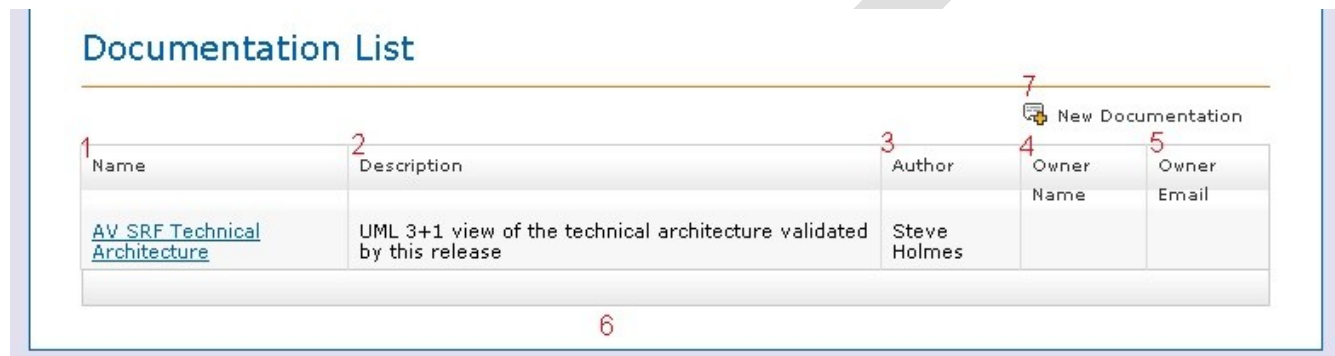 Documentation List
7
New Documentation
1 2 3 4 5
Name Description Author Owner Name Owner Email
AV SRF Technical Architecture UML 3+1 view of the technical architecture validated by this release Steve Holmes
6